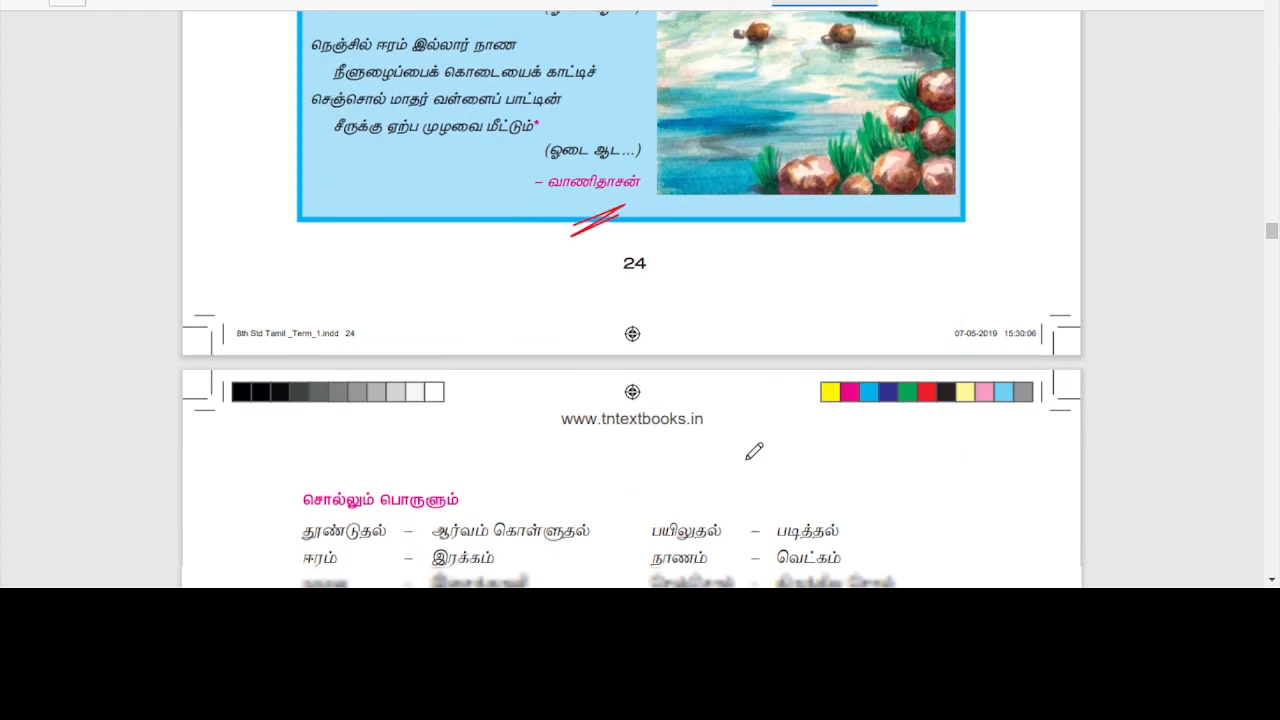 நெஞ்சில் ஈரம் இல்லார் நாண
நீளுழைப்பைக் கொடையைக் காட்டிச்
செஞ்சொல் மாதர் வள்ளைப் பாட்டின்
சீருக்கு ஏற்ப முழவை மீட்டும்*
(ஓடை ஆட...)
– வாணிதாசன்
24
8th Std Tamil _Term_1.indd 24
07-05-2019 15:30:06
www.tntextbooks.in
சொல்லும் பொருளும்
தூண்டுதல் – ஆர்வம் கொள்ளுதல் பயிலுதல் – படித்தல்
ஈரம் – இரக்கம் நாணம் – வெட்கம்